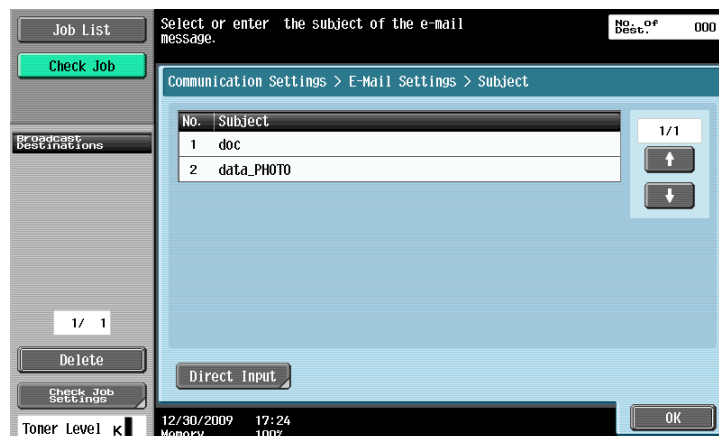 Job List
Check Job
Broadcast
Destinations
1/ 1
Delete
Check Job
Settings
Toner Level K
Select or enter the subject of the e-mail
message.
No. of
Dest. 000
Communication Settings > E-Mail Settings > Subject
No. Subject
1 doc
2 data_PHOTO
1/1
Direct Input
12/30/2009 17:24
Memory 100%
OK